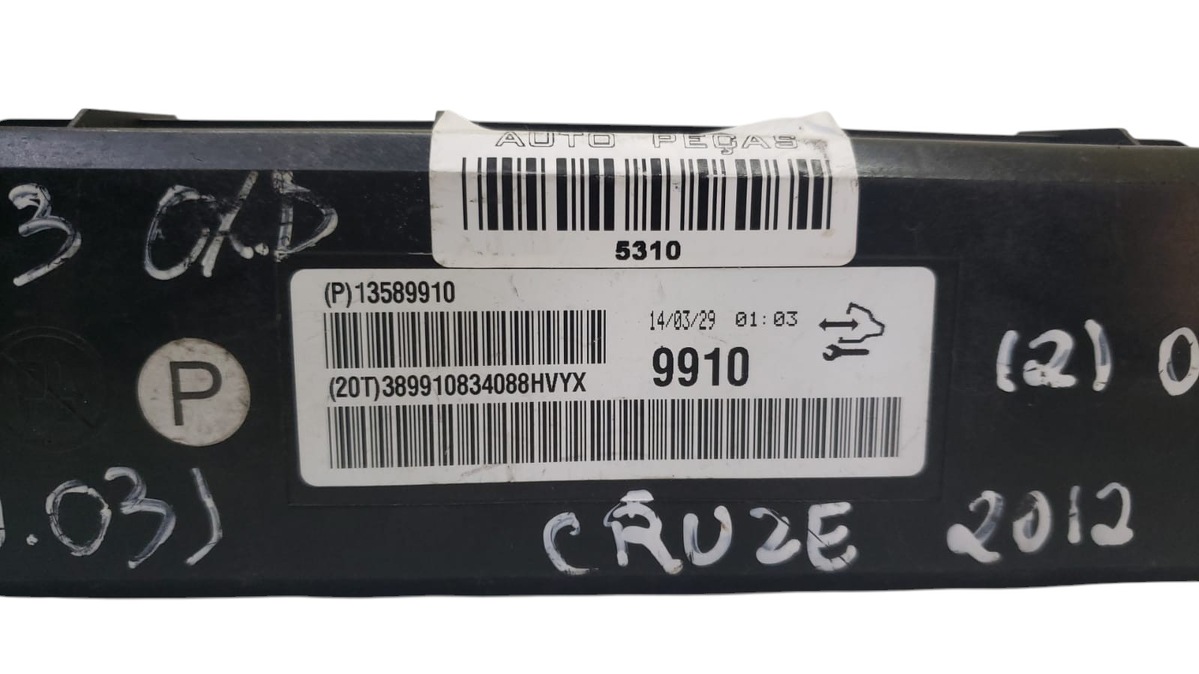 AUTO PEÇAS
5310
3
(P)13589910
14/03/29 01:03
9910
(20T)389910834088HVYX
P
(2) 0
.03)
CRUZE 2012